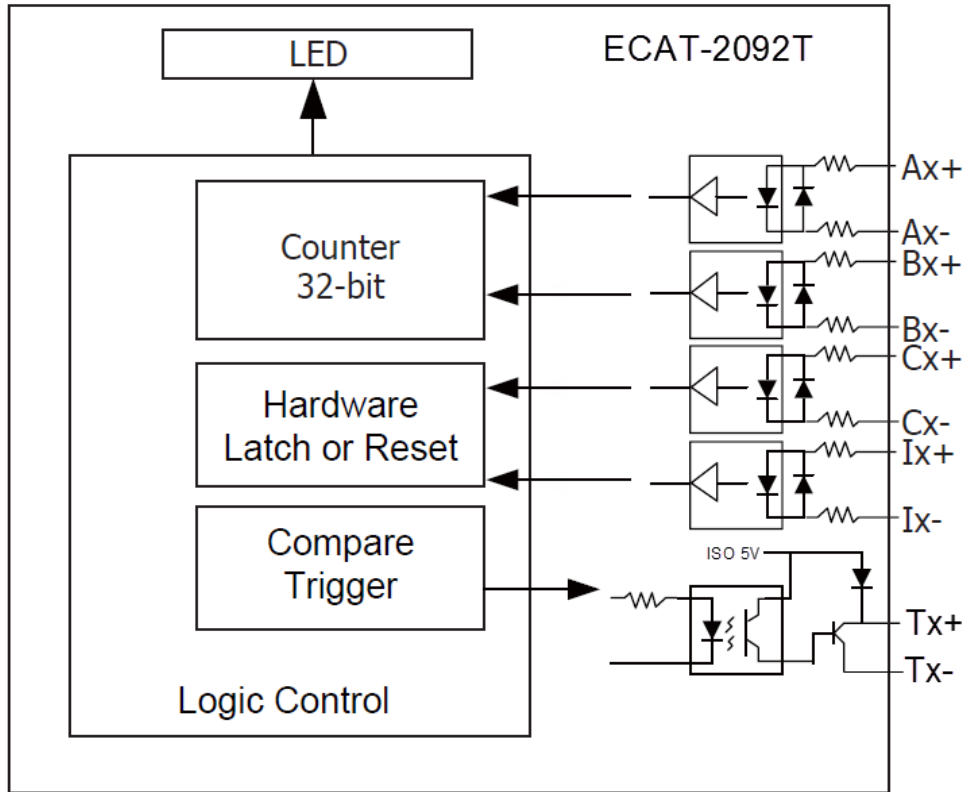 LED
ECAT-2092T
Counter
32-bit
Hardware
Latch or Reset
Compare
Trigger
Logic Control
Ax+
Ax-
Bx+
Bx-
Cx+
Cx-
Ix+
Ix-
ISO 5V
Tx+
Tx-